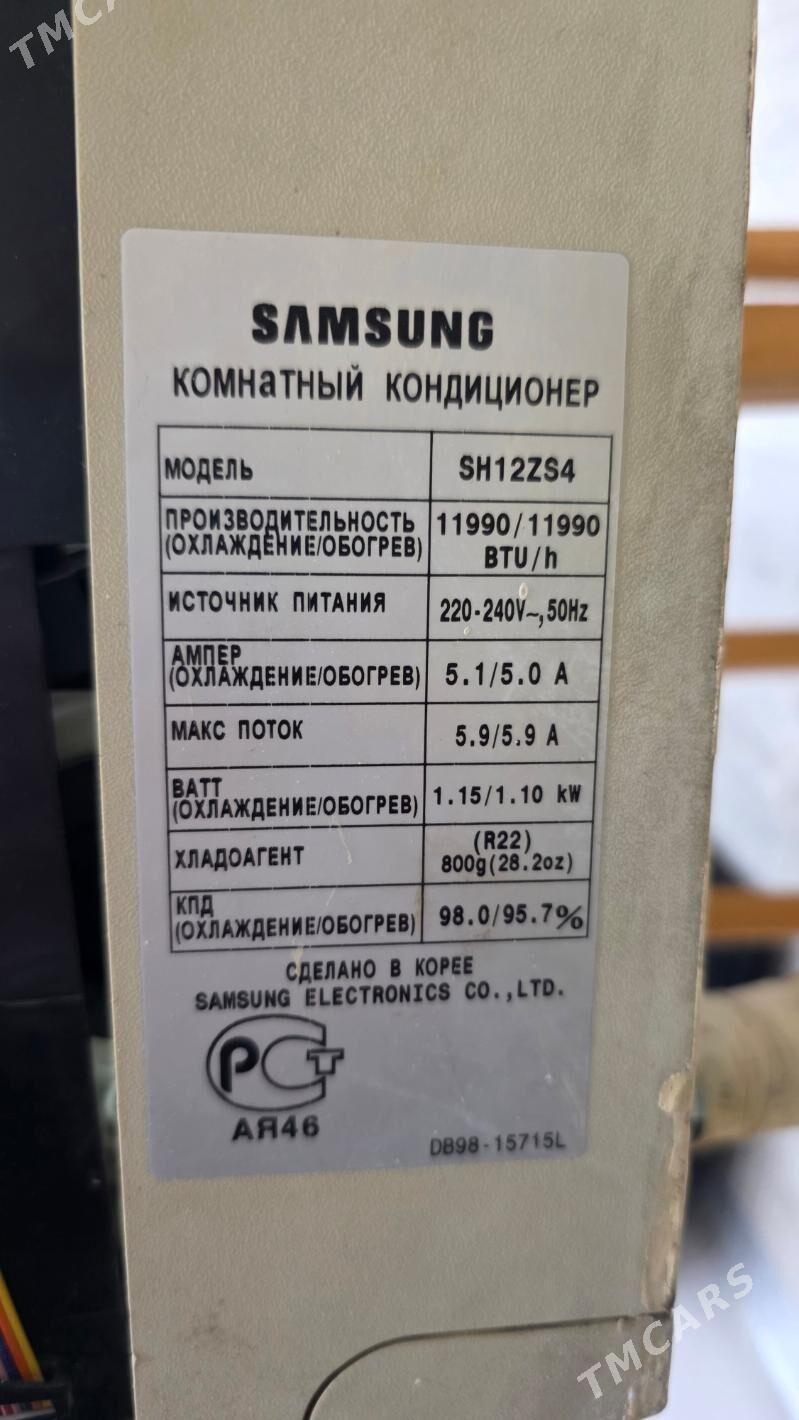 TMCA
SAMSUNG
КОМНаТНЫЙ КОНДИЦИОНЕР
МОДЕЛЬ SH12ZS4
ПРОИЗВОДИТЕЛЬНОСТЬ 11990/11990
(ОХЛАЖДЕНИЕ/ОБОГРЕВ) BTU/h
ИСТОЧНИК ПИТАНИЯ 220-240V~,50Hz
АМПЕР
(ОХЛАЖДЕНИЕ/ОБОГРЕВ) 5.1/5.0 A
МАКС ПОТОК 5.9/5.9 A
ВАТТ
(ОХЛАЖДЕНИЕ/ОБОГРЕВ) 1.15/1.10 kW
ХЛАДОАГЕНТ (R22)
800g(28.2oz)
КПД
(ОХЛАЖДЕНИЕ/ОБОГРЕВ) 98.0/95.7%
СДЕЛАНО В КОРЕЕ
SAMSUNG ELECTRONICS CO.,LTD.
РСТ
АЯ46
DB98-15715L
TMCARS